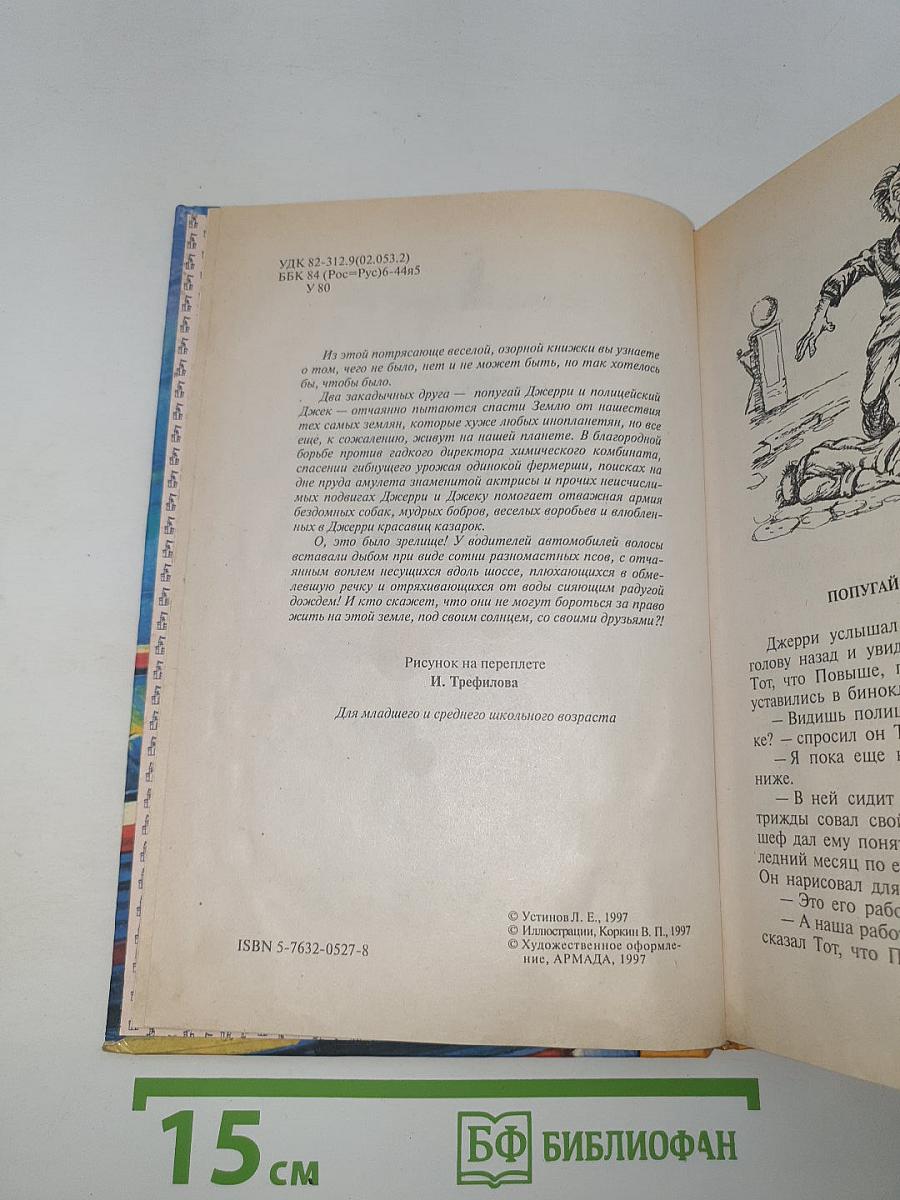 УДК 82-312.9(02.053.2)
ББК 84 (Рос=Рус)6-44я5
У 80
Из этой потрясающе веселой, озорной книжки вы узнаете
о том, чего не было, нет и не может быть, но так хотелось
бы, чтобы было.
Два закадычных друга — попугай Джерри и полицейский
Джек — отчаянно пытаются спасти Землю от нашествия
тех самых землян, которые хуже любых инопланетян, но все
еще, к сожалению, живут на нашей планете. В благородной
борьбе против гадкого директора химического комбината,
спасении гибнущего урожая одинокой фермерши, поисках на
дне пруда амулета знаменитой актрисы и прочих неисчисли-
мых подвигах Джерри и Джеку помогает отважная армия
бездомных собак, мудрых бобров, веселых воробьев и влюблен-
ных в Джерри красавиц казарок.
О, это было зрелище! У водителей автомобилей волосы
вставали дыбом при виде сотни разномастных псов, с отча-
янным воплем несущихся вдоль шоссе, плюхающихся в обме-
левшую речку и отряхивающихся от воды сияющим радугой
дождем! И кто скажет, что они не могут бороться за право
жить на этой земле, под своим солнцем, со своими друзьями?!
Рисунок на переплете
И. Трефилова
Для младшего и среднего школьного возраста
ISBN 5-7632-0527-8
© Устинов Л. Е., 1997
© Иллюстрации, Коркин В. П., 1997
© Художественное оформле-
ние, АРМАДА, 1997
ПОПУГАЙ
Джерри услышал
голову назад и увид
Тот, что Повыше, п
уставились в бинокл
— Видишь полиц
ке? — спросил он Т
— Я пока еще н
ниже.
— В ней сидит
трижды совал свой
шеф дал ему понят
ледний месяц по е
Он нарисовал для
— Это его рабо
— А наша работ
сказал Тот, что П
15 см
БФ БИБЛИОФАН